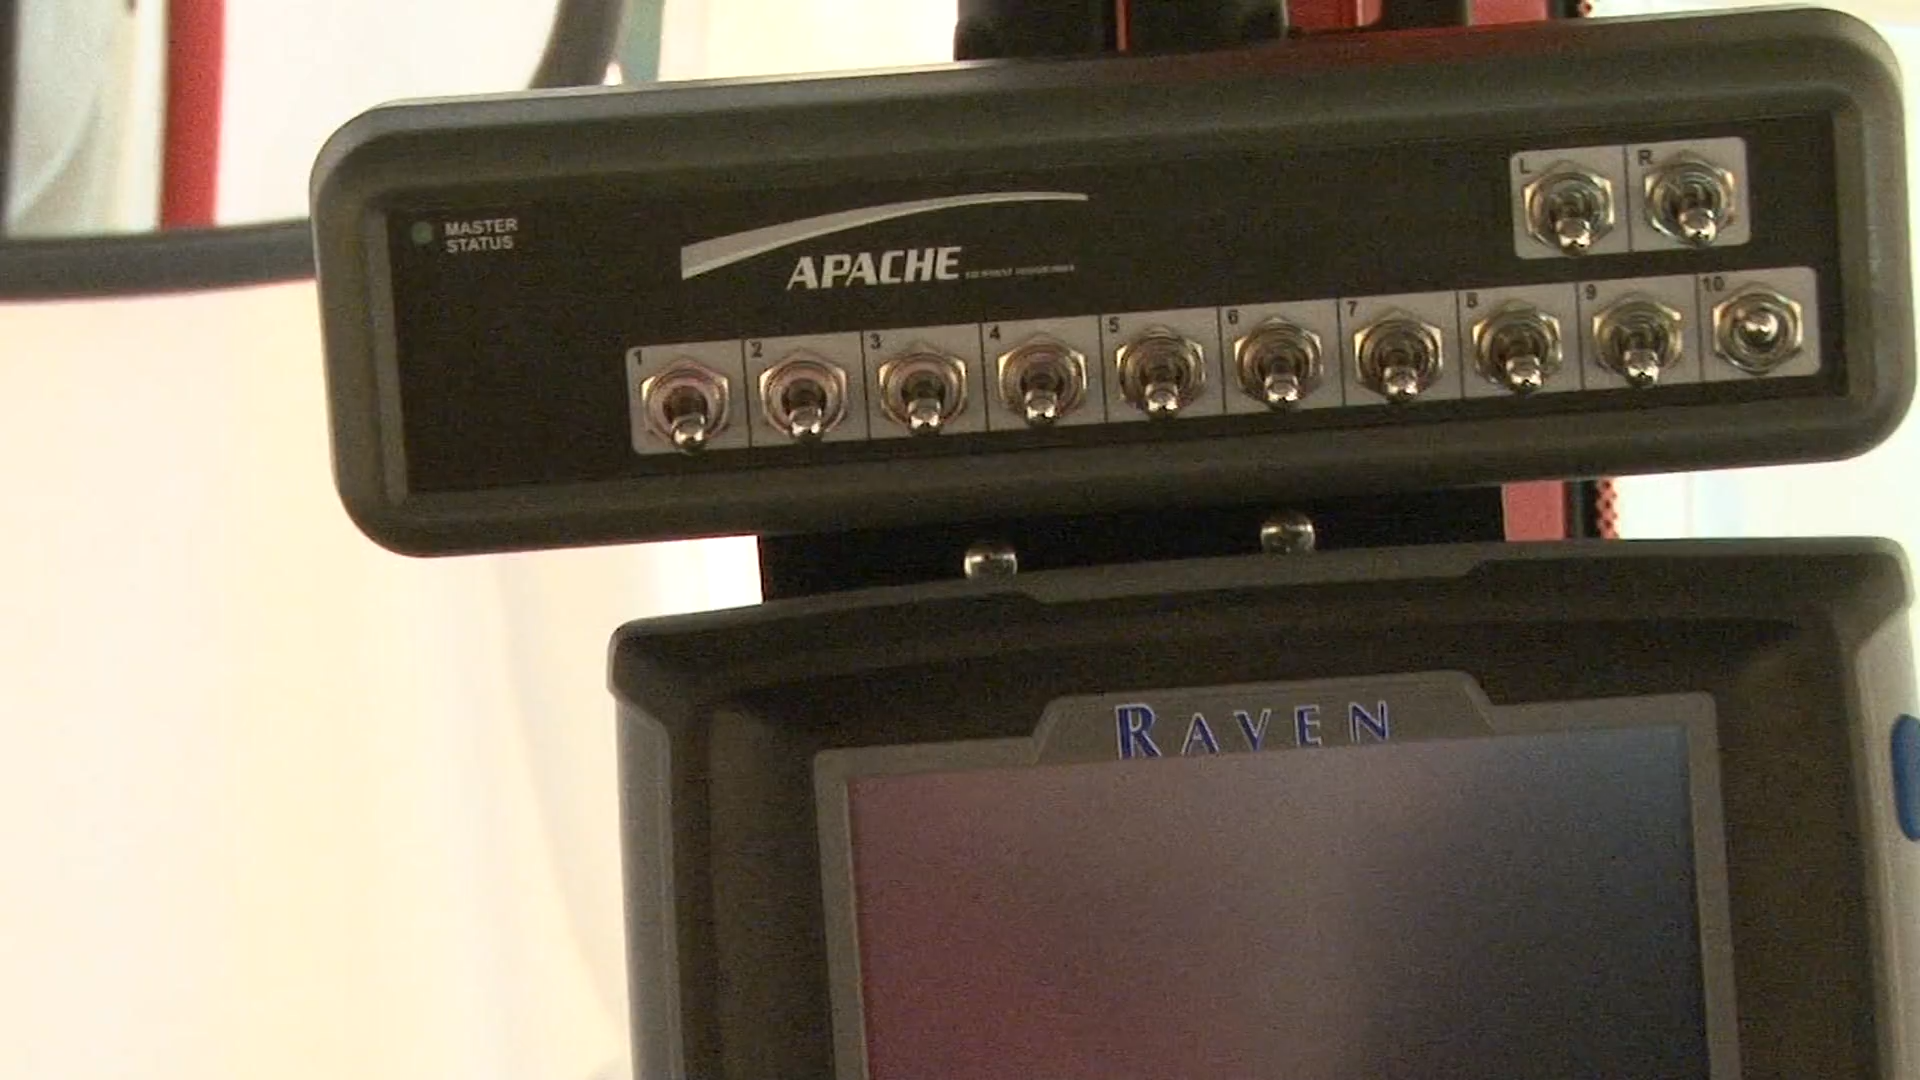 MASTER
STATUS
APACHE
L R
1 2 3 4 5 6 7 8 9 10
RAVEN